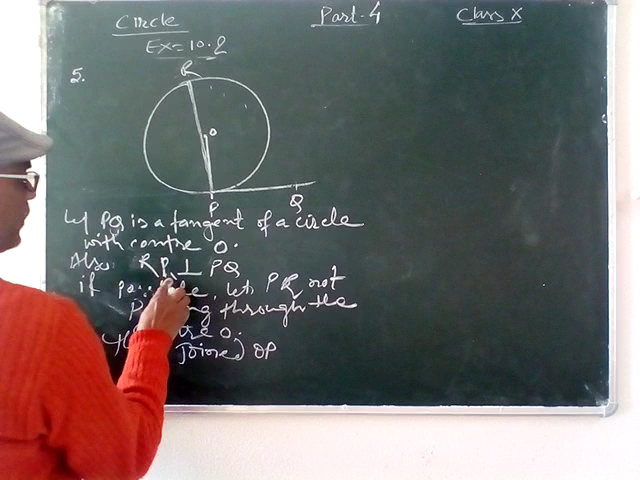 Circle Part-4 Class X
Ex=10.2
5.
R
O
P Q
Let PQ is a tangent of a circle
with centre O.
Also RP ⊥ PQ
if possible, let PR not
Passing through the
centre O.
Joined OP